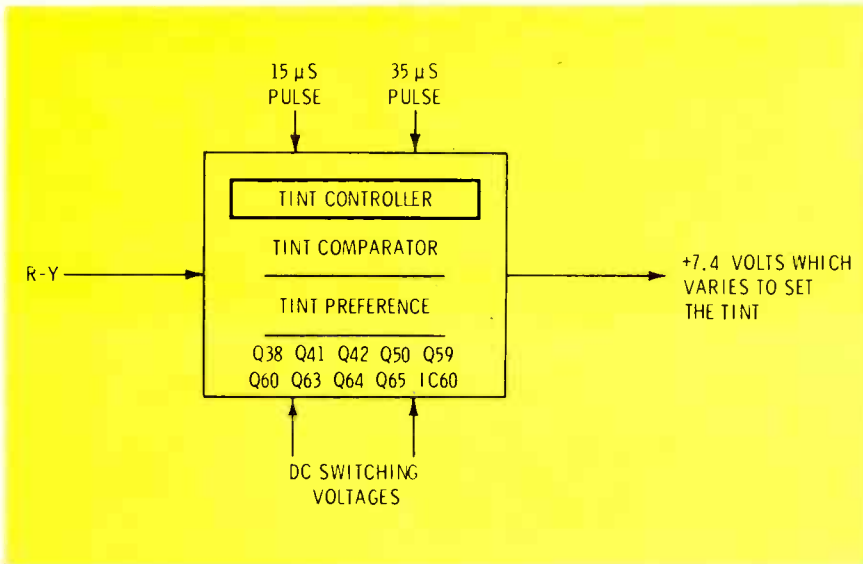 15 µS
PULSE
35 µS
PULSE
TINT CONTROLLER
TINT COMPARATOR
TINT PREFERENCE
Q38 Q41 Q42 Q50 Q59
Q60 Q63 Q64 Q65 IC60
R-Y
+7.4 VOLTS WHICH
VARIES TO SET
THE TINT
DC SWITCHING
VOLTAGES